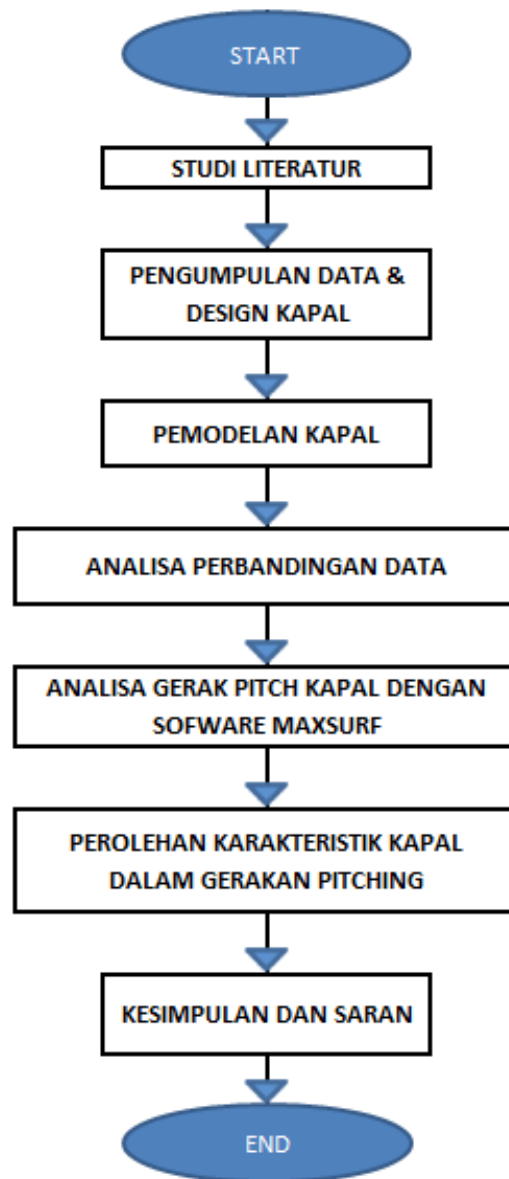 START
STUDI LITERATUR
PENGUMPULAN DATA &
DESIGN KAPAL
PEMODELAN KAPAL
ANALISA PERBANDINGAN DATA
ANALISA GERAK PITCH KAPAL DENGAN
SOFWARE MAXSURF
PEROLEHAN KARAKTERISTIK KAPAL
DALAM GERAKAN PITCHING
KESIMPULAN DAN SARAN
END